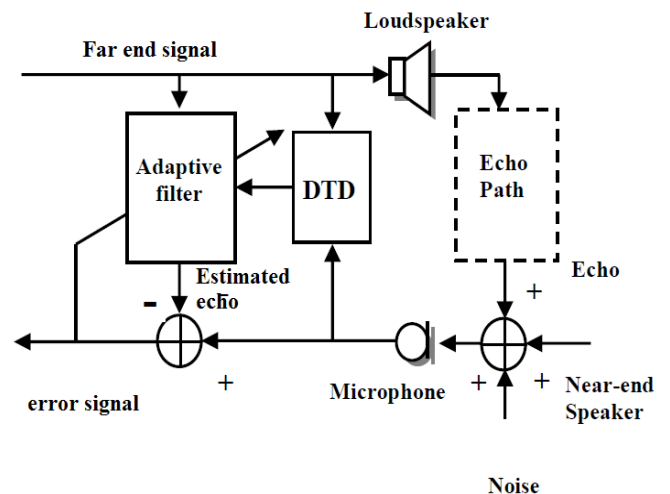 Loudspeaker
Far end signal
Adaptive
filter
DTD
Echo
Path
Estimated
echo
Echo
-
+
+
+
+
Microphone
Near-end
Speaker
error signal
Noise